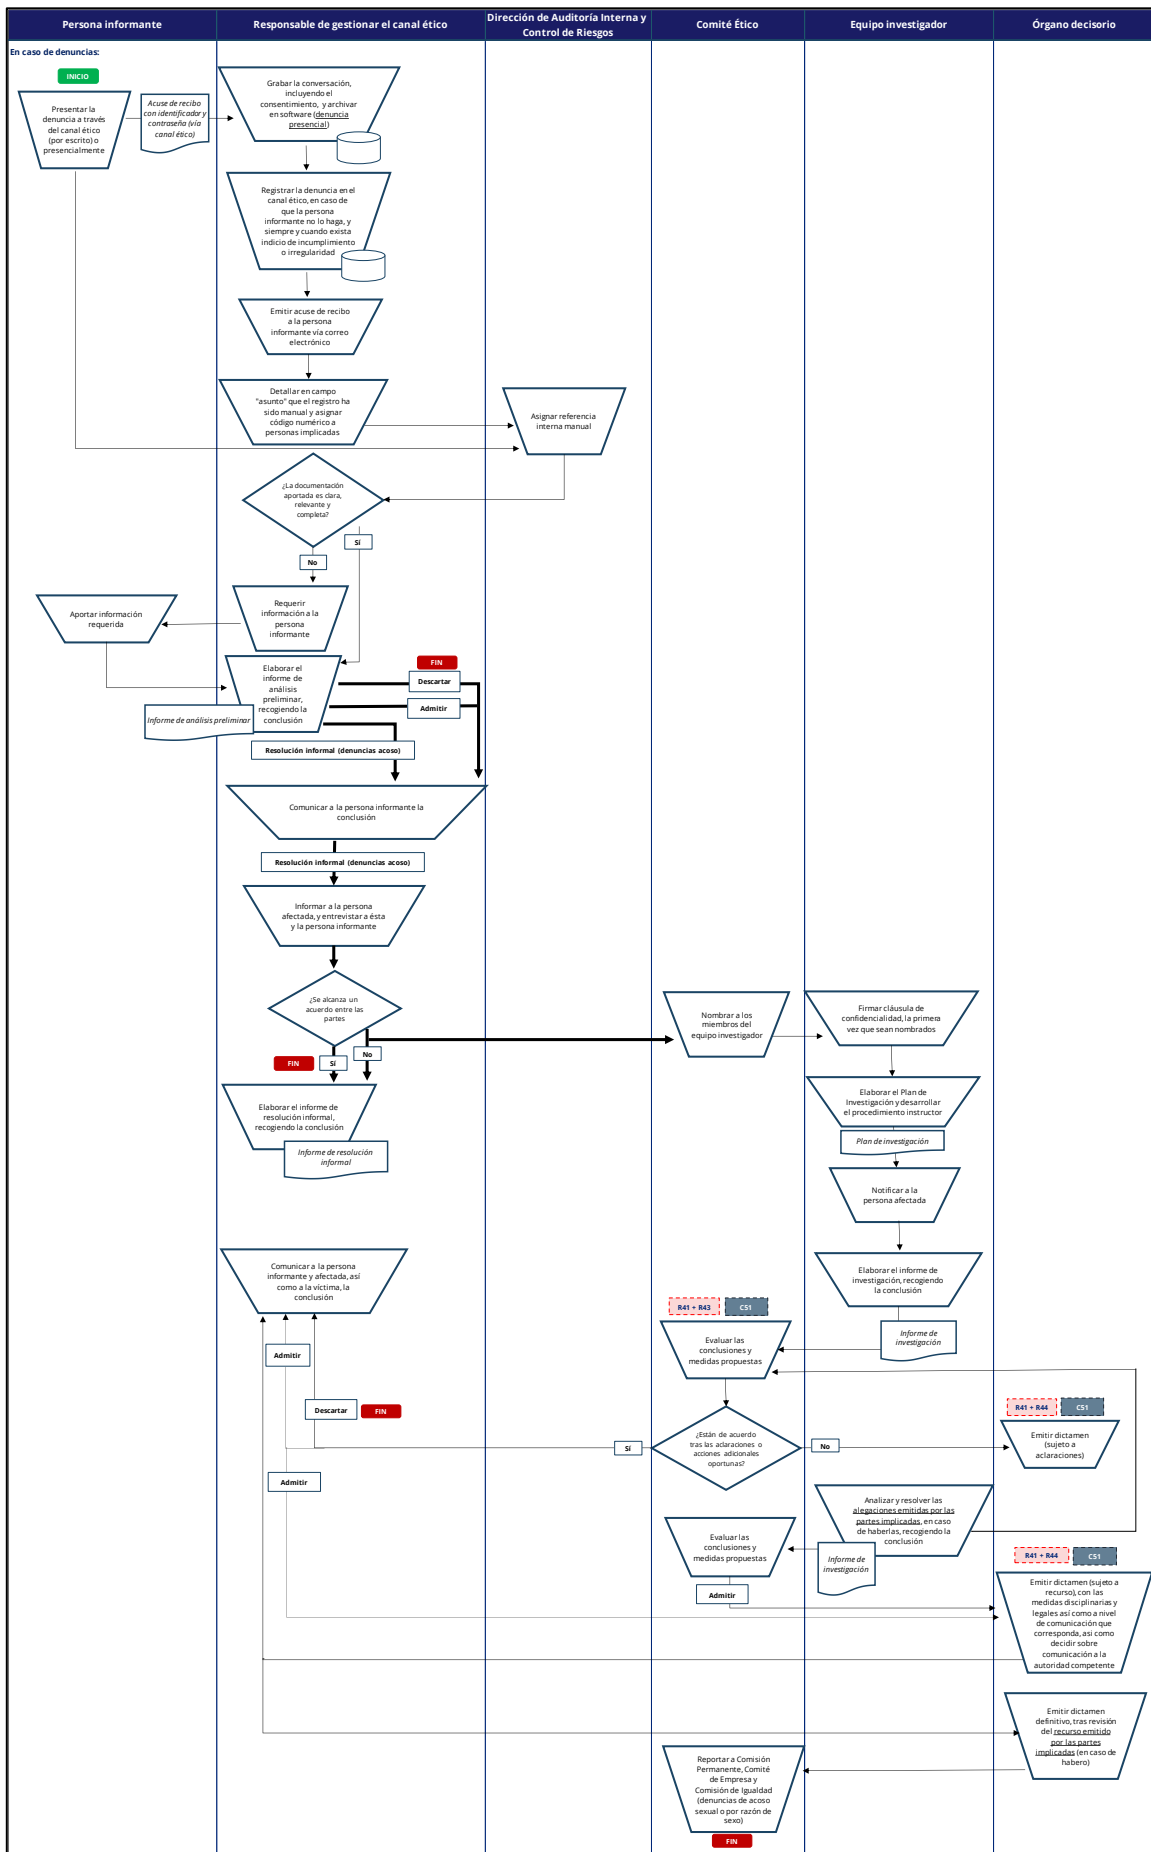 Persona informante
Responsable de gestionar el canal ético
Dirección de Auditoría Interna y
Control de Riesgos
Comité Ético
Equipo investigador
Órgano decisorio
En caso de denuncias:
INICIO
Presentar la
denuncia a través
del canal ético
(por escrito) o
presencialmente
Acuse de recibo
con identificador y
contraseña (vía
canal ético)
Grabar la conversación,
incluyendo el
consentimiento, y archivar
en software (denuncia
presencial)
Registrar la denuncia en el
canal ético, en caso de
que la persona
informante no lo haga, y
siempre y cuando exista
indicio de incumplimiento
o irregularidad
Emitir acuse de recibo
a la persona
informante vía correo
electrónico
Detallar en campo
"asunto" que el registro ha
sido manual y asignar
código numérico a
personas implicadas
Asignar referencia
interna manual
¿La documentación
aportada es clara,
relevante y
completa?
Sí
No
Requerir
información a la
persona
informante
Aportar información
requerida
Elaborar el
informe de
análisis
preliminar,
recogiendo la
conclusión
Informe de análisis preliminar
FIN
Descartar
Admitir
Resolución informal (denuncias acoso)
Comunicar a la persona informante la
conclusión
Resolución informal (denuncias acoso)
Informar a la persona
afectada, y entrevistar a ésta
y la persona informante
¿Se alcanza un
acuerdo entre las
partes
No
Sí
FIN
Nombrar a los
miembros del
equipo investigador
Firmar cláusula de
confidencialidad, la primera
vez que sean nombrados
Elaborar el informe de
resolución informal,
recogiendo la conclusión
Informe de resolución
informal
Elaborar el Plan de
Investigación y desarrollar
el procedimiento instructor
Plan de investigación
Notificar a la
persona afectada
Comunicar a la persona
informante y afectada, así
como a la víctima, la
conclusión
Elaborar el informe de
investigación, recogiendo
la conclusión
Informe de
investigación
R41 + R43
C51
Evaluar las
conclusiones y
medidas propuestas
Admitir
Descartar
FIN
R41 + R44
C51
Emitir dictamen
(sujeto a
aclaraciones)
¿Están de acuerdo
tras las aclaraciones o
acciones adicionales
oportunas?
Sí
No
Admitir
Analizar y resolver las
alegaciones emitidas por las
partes implicadas, en caso
de haberlas, recogiendo la
conclusión
Informe de
investigación
Evaluar las
conclusiones y
medidas propuestas
Admitir
R41 + R44
C51
Emitir dictamen (sujeto a
recurso), con las
medidas disciplinarias y
legales así como a nivel
de comunicación que
corresponda, asi como
decidir sobre
comunicación a la
autoridad competente
Emitir dictamen
definitivo, tras revisión
del recurso emitido
por las partes
implicadas (en caso de
habero)
Reportar a Comisión
Permanente, Comité
de Empresa y
Comisión de Igualdad
(denuncias de acoso
sexual o por razón de
sexo)
FIN